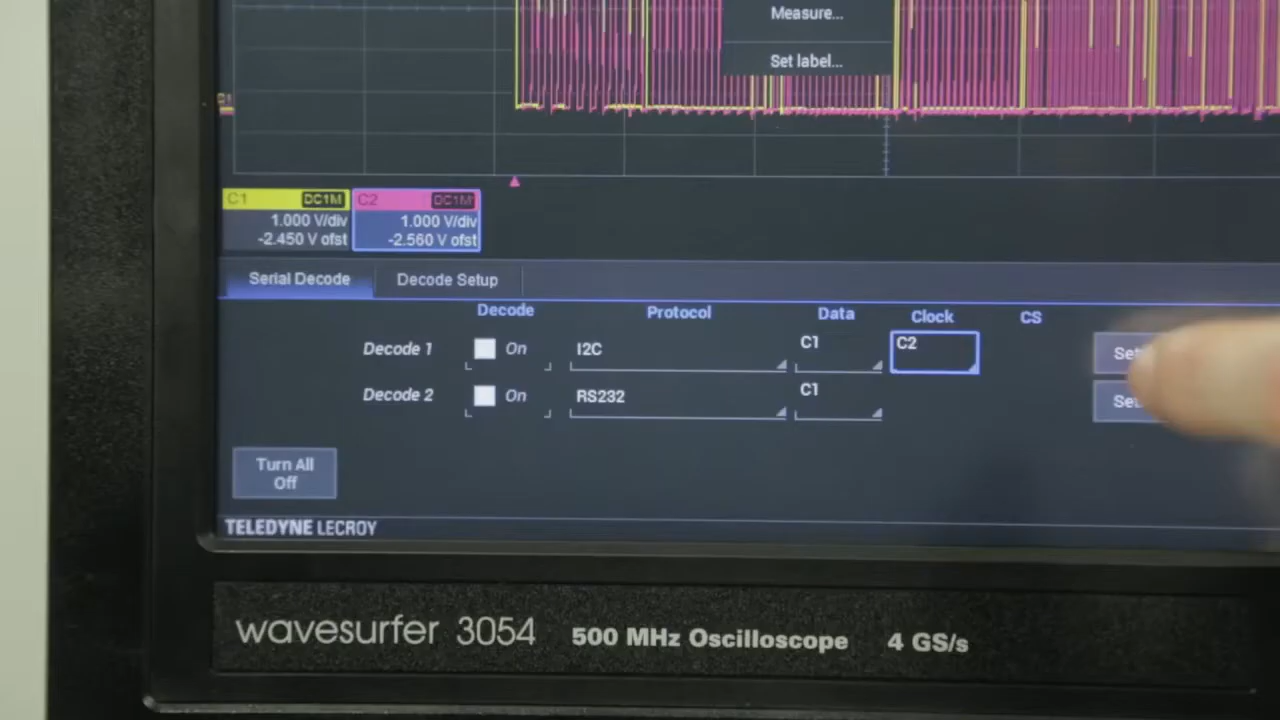 Measure...
Set label...
C1 DC1M C2 DC1M
1.000 V/div 1.000 V/div
-2.450 V ofst -2.560 V ofst
Serial Decode Decode Setup
Decode Protocol Data Clock CS
Decode 1 On I2C C1 C2
Decode 2 On RS232 C1
Turn All
Off
TELEDYNE LECROY
wavesurfer 3054 500 MHz Oscilloscope 4 GS/s